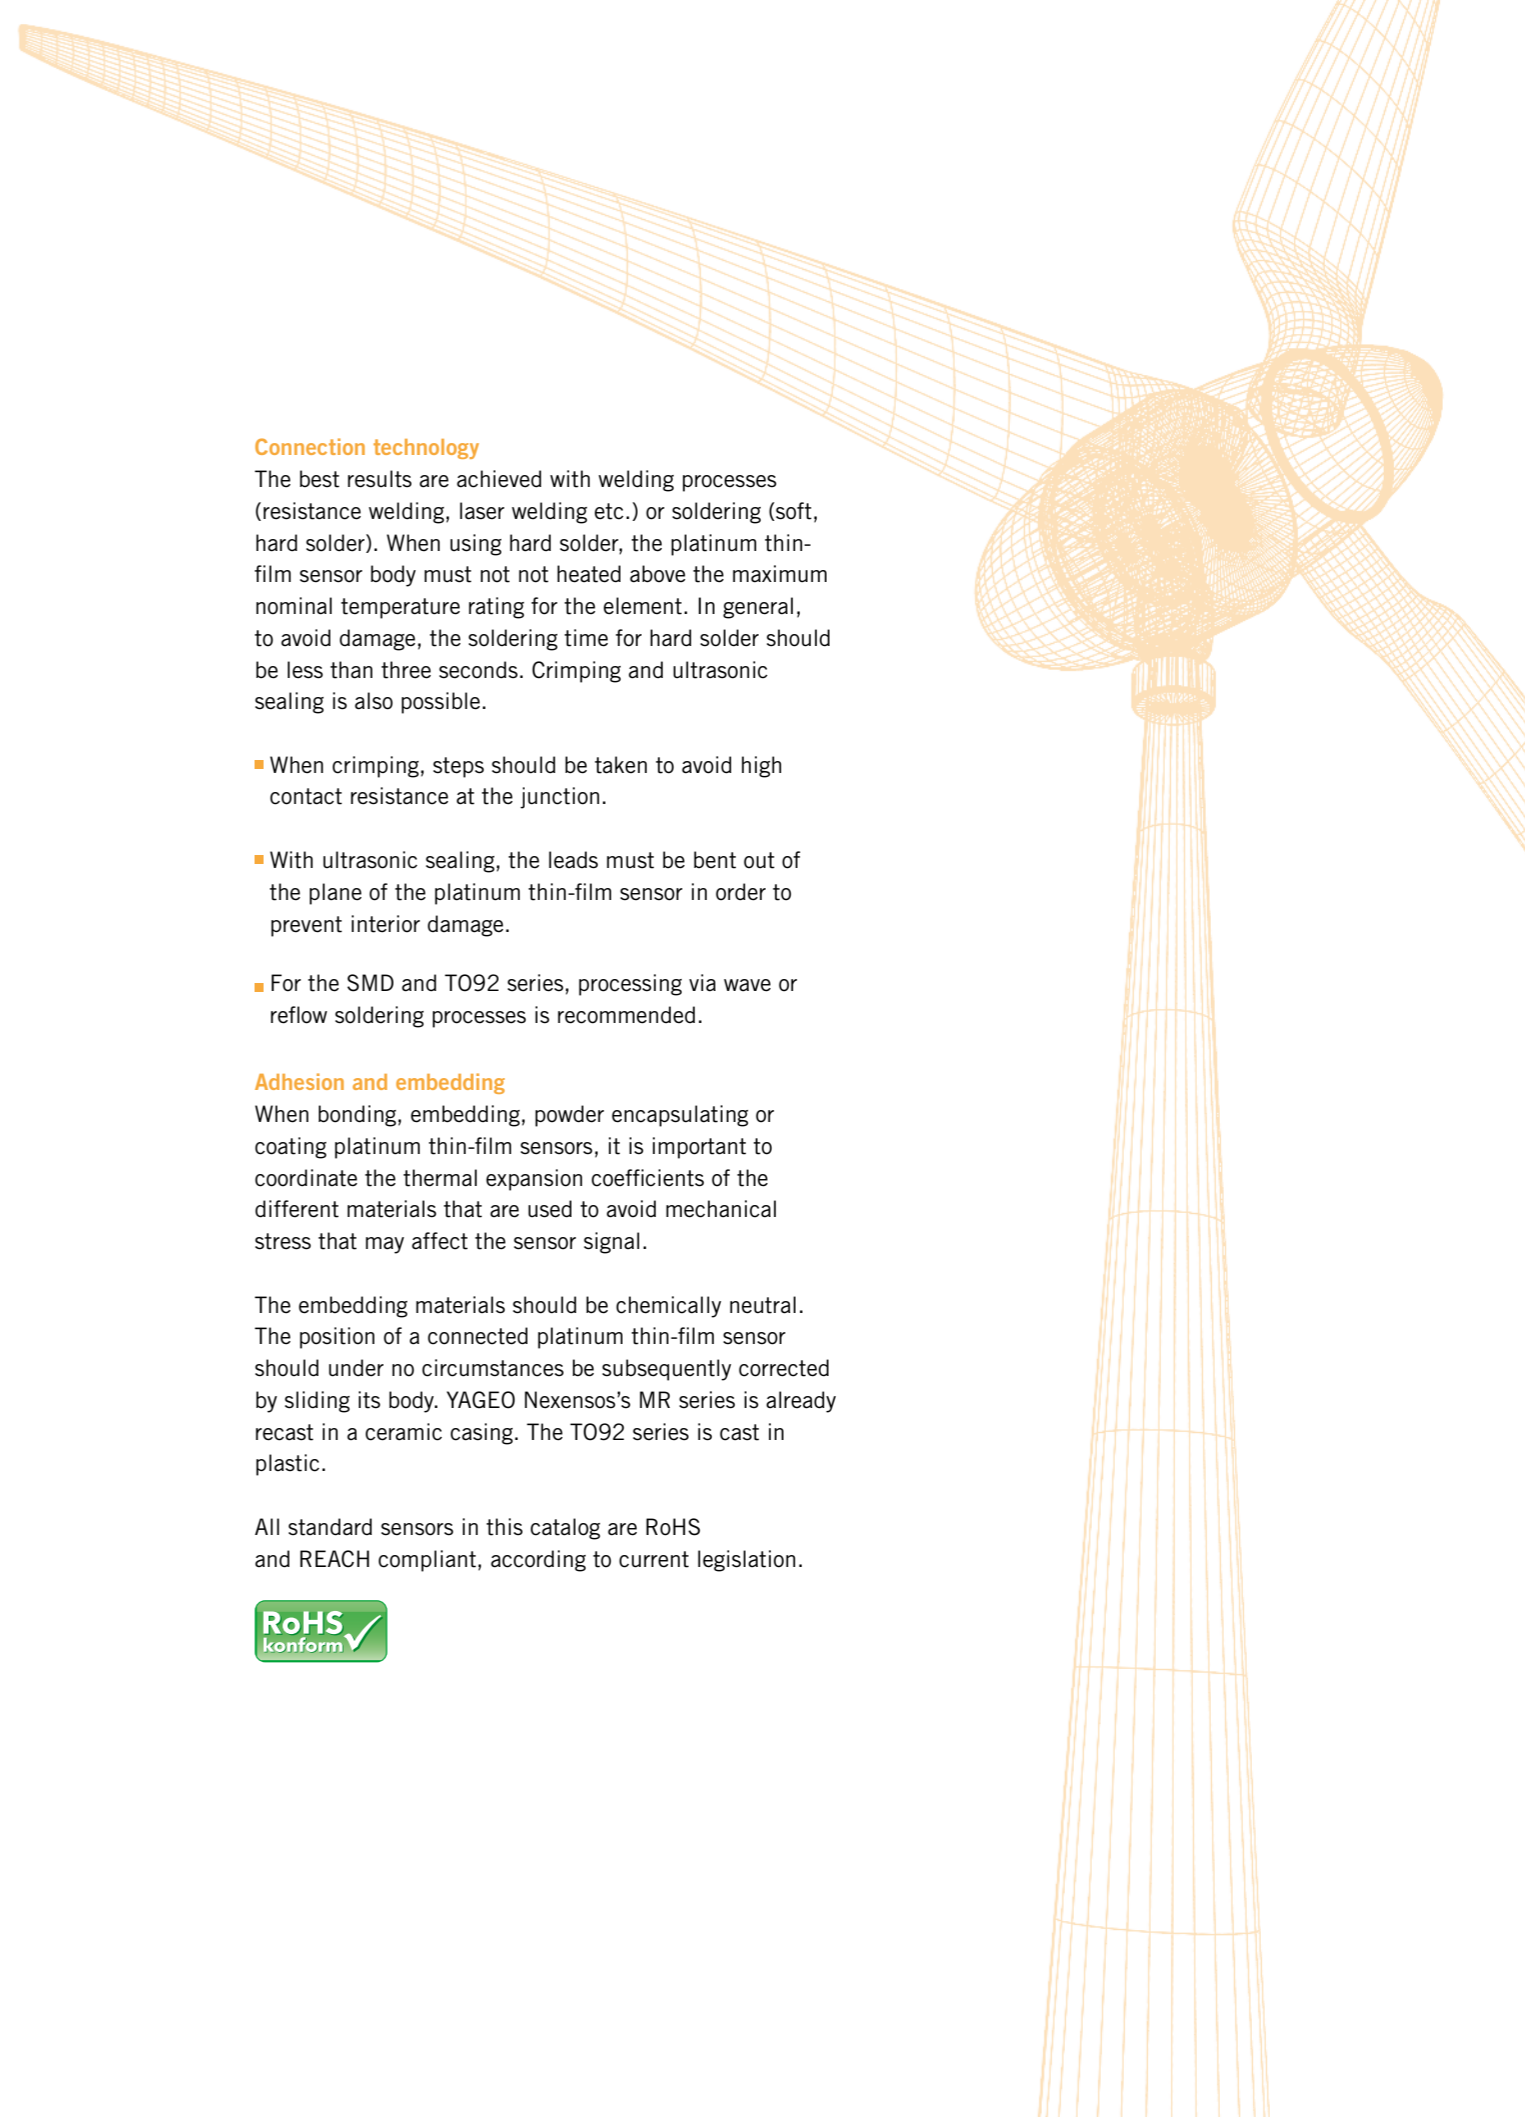 Connection technology
The best results are achieved with welding processes
(resistance welding, laser welding etc.) or soldering (soft,
hard solder). When using hard solder, the platinum thin-
film sensor body must not not heated above the maximum
nominal temperature rating for the element. In general,
to avoid damage, the soldering time for hard solder should
be less than three seconds. Crimping and ultrasonic
sealing is also possible.
When crimping, steps should be taken to avoid high
contact resistance at the junction.
With ultrasonic sealing, the leads must be bent out of
the plane of the platinum thin-film sensor in order to
prevent interior damage.
For the SMD and TO92 series, processing via wave or
reflow soldering processes is recommended.
Adhesion and embedding
When bonding, embedding, powder encapsulating or
coating platinum thin-film sensors, it is important to
coordinate the thermal expansion coefficients of the
different materials that are used to avoid mechanical
stress that may affect the sensor signal.
The embedding materials should be chemically neutral.
The position of a connected platinum thin-film sensor
should under no circumstances be subsequently corrected
by sliding its body. YAGEO Nexensos’s MR series is already
recast in a ceramic casing. The TO92 series is cast in
plastic.
All standard sensors in this catalog are RoHS
and REACH compliant, according to current legislation.
RoHS
konform